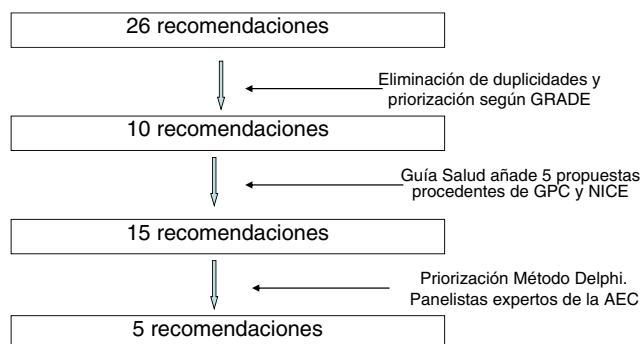 26 recomendaciones
Eliminación de duplicidades y
priorización según GRADE
10 recomendaciones
Guía Salud añade 5 propuestas
procedentes de GPC y NICE
15 recomendaciones
Priorización Método Delphi.
Panelistas expertos de la AEC
5 recomendaciones